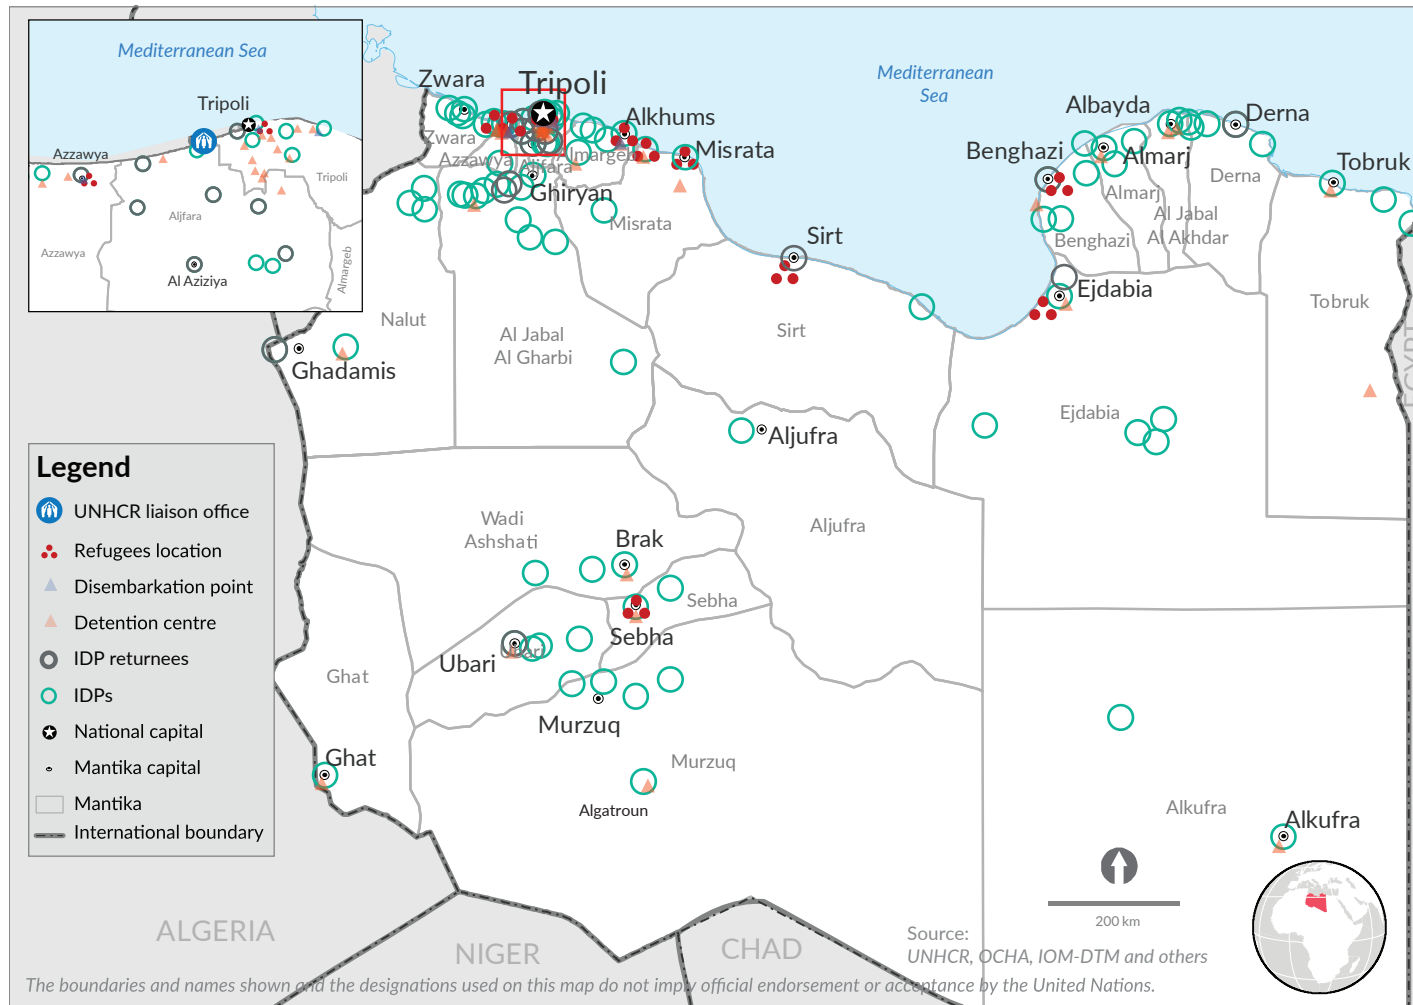 Mediterranean Sea
Tripoli
Azzawya
Tripoli
Aljfara
Azzawya
Almargeb
Al Aziziya
Mediterranean
Sea
Zwara
Tripoli
Alkhums
Misrata
Zwara
Azzawya
Aljfara
Almargeb
Ghiryan
Misrata
Sirt
Albayda
Derna
Benghazi
Almarj
Tobruk
Derna
Almarj
Al Jabal
Al Akhdar
Benghazi
Ejdabia
Tobruk
EGYPT
Nalut
Al Jabal
Al Gharbi
Sirt
Ghadamis
Ejdabia
Aljufra
Aljufra
Legend
UNHCR liaison office
Refugees location
Disembarkation point
Detention centre
IDP returnees
IDPs
National capital
Mantika capital
Mantika
International boundary
Wadi
Ashshati
Brak
Sebha
Sebha
Ubari
Ubari
Ghat
Murzuq
Ghat
Murzuq
Algatroun
Alkufra
Alkufra
200 km
ALGERIA
NIGER
CHAD
Source:
UNHCR, OCHA, IOM-DTM and others
The boundaries and names shown and the designations used on this map do not imply official endorsement or acceptance by the United Nations.